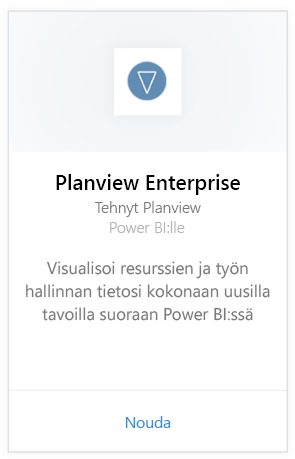 Planview Enterprise
Tehnyt Planview
Power BI:lle
Visualisoi resurssien ja työn
hallinnan tietosi kokonaan uusilla
tavoilla suoraan Power BI:ssä
Nouda